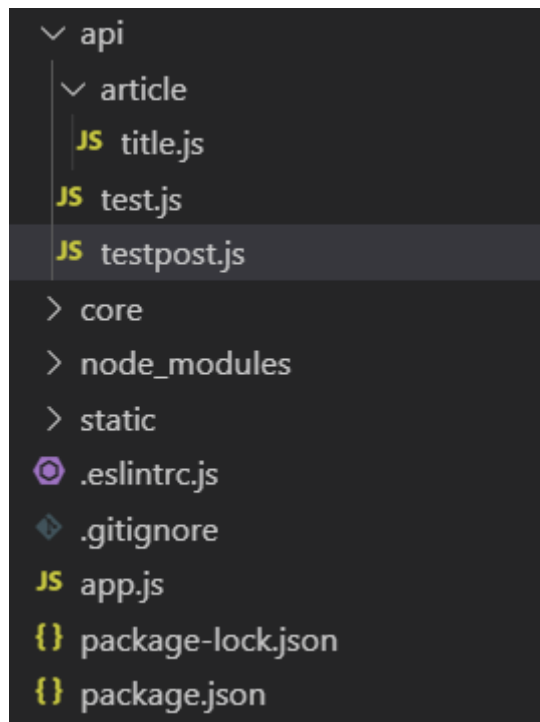 api
article
JS title.js
JS test.js
JS testpost.js
core
node_modules
static
.eslintrc.js
.gitignore
JS app.js
{} package-lock.json
{} package.json